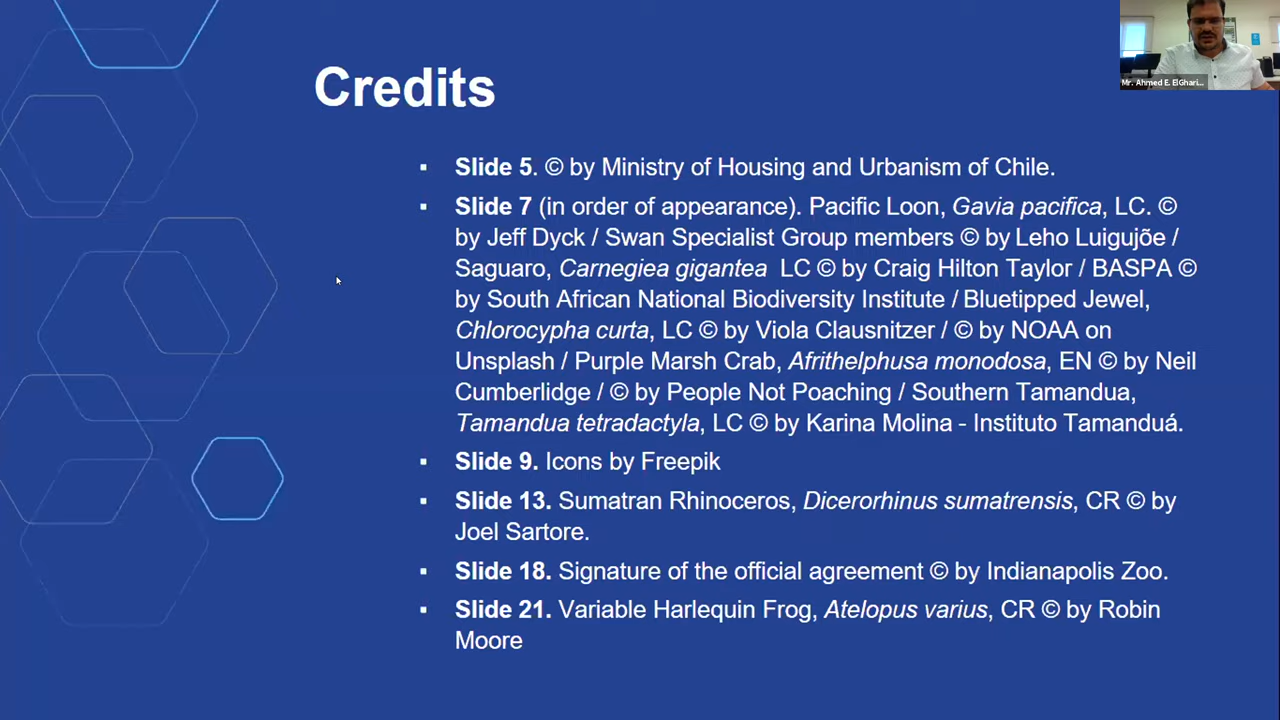 Credits
▪ Slide 5. © by Ministry of Housing and Urbanism of Chile.
▪ Slide 7 (in order of appearance). Pacific Loon, Gavia pacifica, LC. ©
by Jeff Dyck / Swan Specialist Group members © by Leho Luigujõe /
Saguaro, Carnegiea gigantea LC © by Craig Hilton Taylor / BASPA ©
by South African National Biodiversity Institute / Bluetipped Jewel,
Chlorocypha curta, LC © by Viola Clausnitzer / © by NOAA on
Unsplash / Purple Marsh Crab, Afrithelphusa monodosa, EN © by Neil
Cumberlidge / © by People Not Poaching / Southern Tamandua,
Tamandua tetradactyla, LC © by Karina Molina - Instituto Tamanduá.
▪ Slide 9. Icons by Freepik
▪ Slide 13. Sumatran Rhinoceros, Dicerorhinus sumatrensis, CR © by
Joel Sartore.
▪ Slide 18. Signature of the official agreement © by Indianapolis Zoo.
▪ Slide 21. Variable Harlequin Frog, Atelopus varius, CR © by Robin
Moore
Mr. Ahmed E. ElGhari...